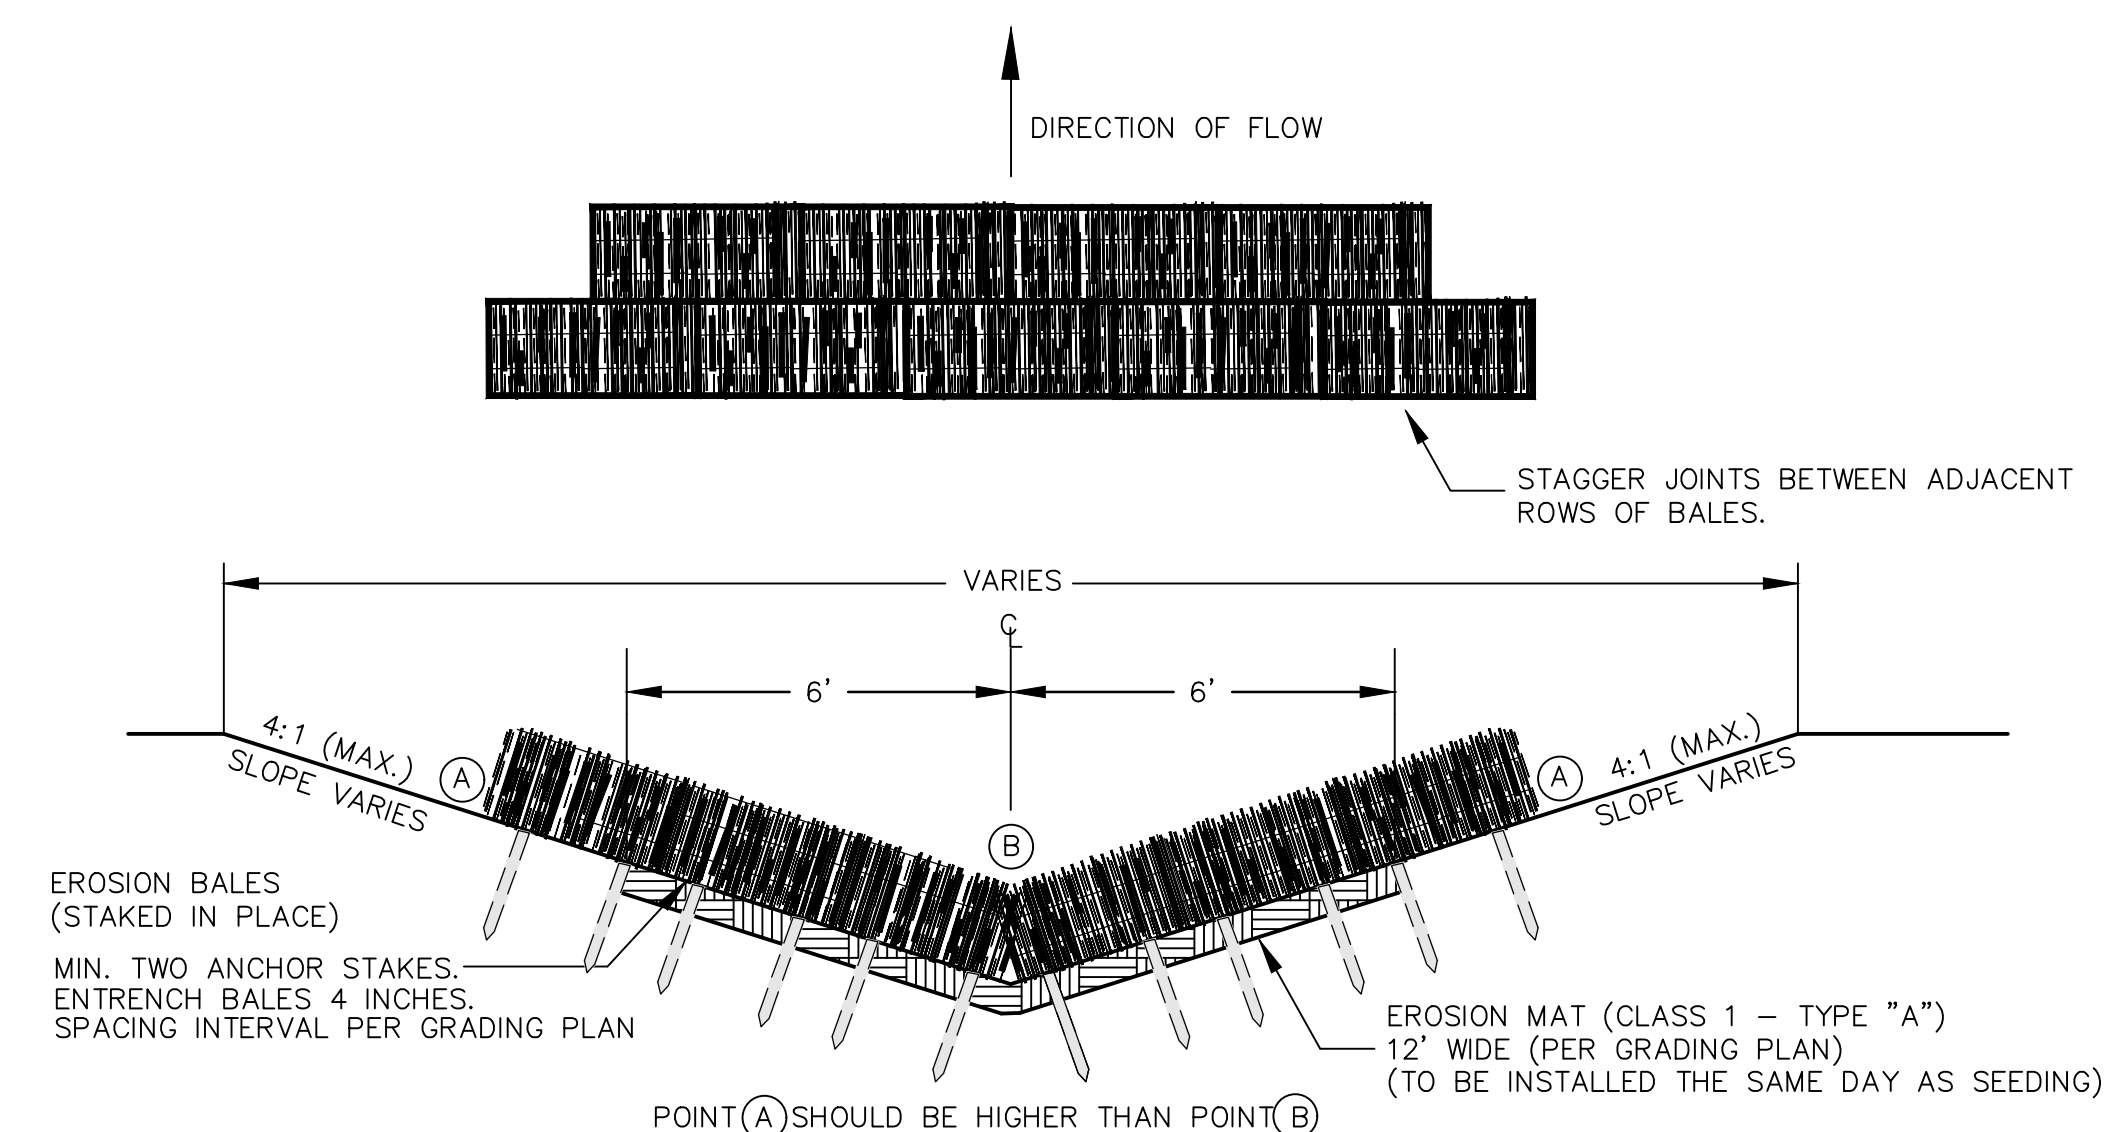 DIRECTION OF FLOW
STAGGER JOINTS BETWEEN ADJACENT
ROWS OF BALES.
VARIES
CL
6' 6'
4:1 (MAX.)
SLOPE VARIES
A
B
A
4:1 (MAX.)
SLOPE VARIES
EROSION BALES
(STAKED IN PLACE)
MIN. TWO ANCHOR STAKES.
ENTRENCH BALES 4 INCHES.
SPACING INTERVAL PER GRADING PLAN
EROSION MAT (CLASS 1 – TYPE "A")
12' WIDE (PER GRADING PLAN)
(TO BE INSTALLED THE SAME DAY AS SEEDING)
POINT A SHOULD BE HIGHER THAN POINT B